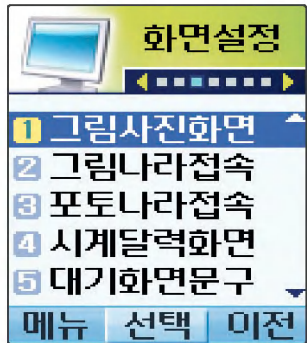 화면설정
1 그림사진화면
2 그림나라접속
3 포토나라접속
4 시계달력화면
5 대기화면문구
메뉴 선택 이전